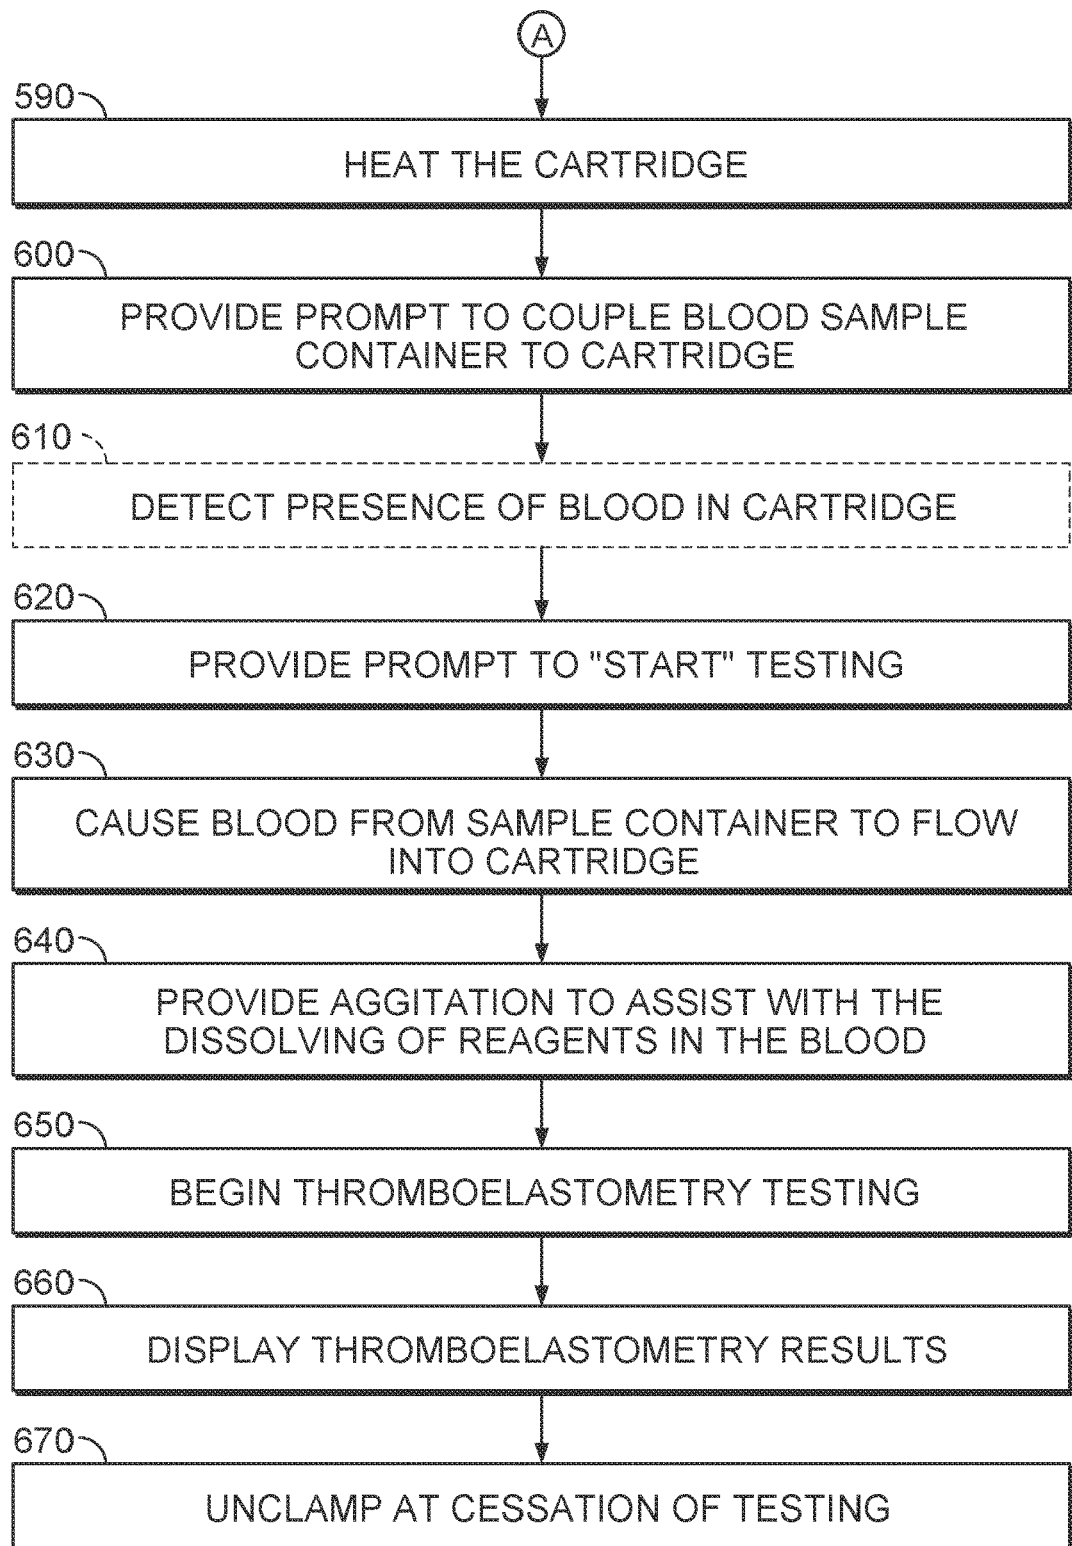 A
590
HEAT THE CARTRIDGE
600
PROVIDE PROMPT TO COUPLE BLOOD SAMPLE
CONTAINER TO CARTRIDGE
610
DETECT PRESENCE OF BLOOD IN CARTRIDGE
620
PROVIDE PROMPT TO "START" TESTING
630
CAUSE BLOOD FROM SAMPLE CONTAINER TO FLOW
INTO CARTRIDGE
640
PROVIDE AGGITATION TO ASSIST WITH THE
DISSOLVING OF REAGENTS IN THE BLOOD
650
BEGIN THROMBOELASTOMETRY TESTING
660
DISPLAY THROMBOELASTOMETRY RESULTS
670
UNCLAMP AT CESSATION OF TESTING